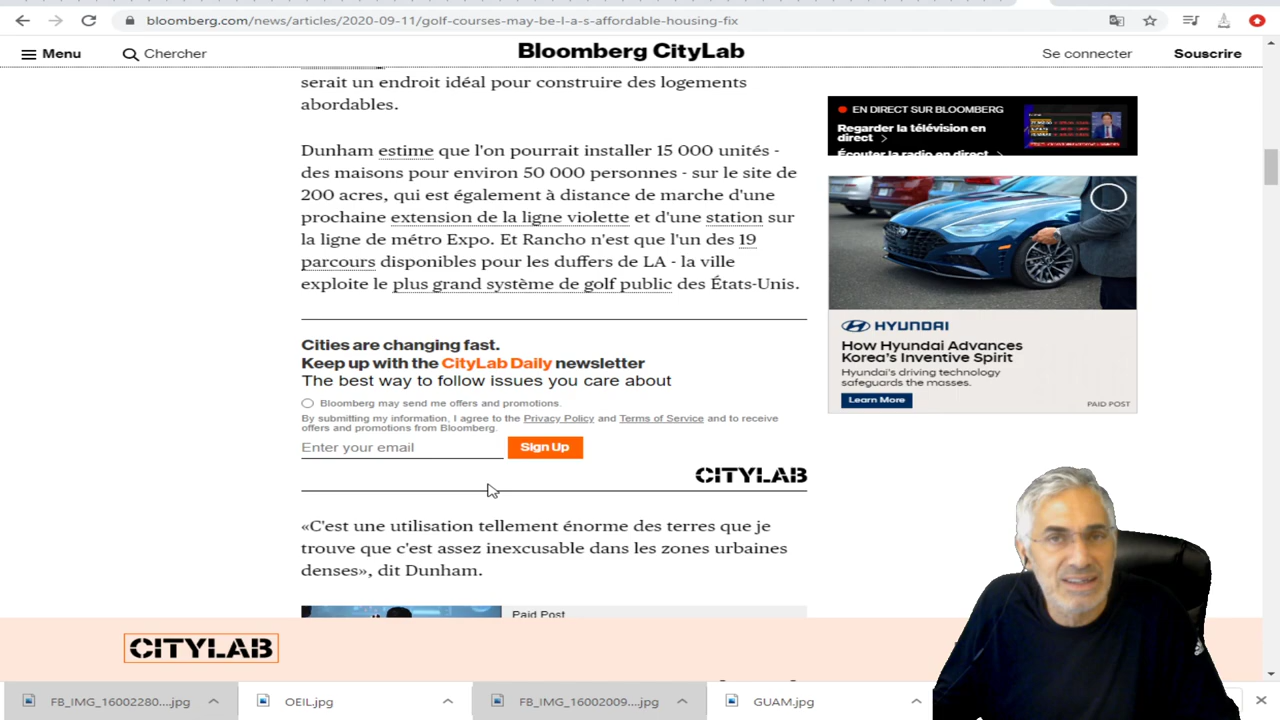 bloomberg.com/news/articles/2020-09-11/golf-courses-may-be-l-a-s-affordable-housing-fix
Menu
Chercher
Bloomberg CityLab
Se connecter
Souscrire
serait un endroit idéal pour construire des logements
abordables.
Dunham estime que l'on pourrait installer 15 000 unités -
des maisons pour environ 50 000 personnes - sur le site de
200 acres, qui est également à distance de marche d'une
prochaine extension de la ligne violette et d'une station sur
la ligne de métro Expo. Et Rancho n'est que l'un des 19
parcours disponibles pour les duffers de LA - la ville
exploite le plus grand système de golf public des États-Unis.
Cities are changing fast.
Keep up with the CityLab Daily newsletter
The best way to follow issues you care about
Bloomberg may send me offers and promotions.
By submitting my information, I agree to the Privacy Policy and Terms of Service and to receive
offers and promotions from Bloomberg.
Enter your email
Sign Up
CITYLAB
«C'est une utilisation tellement énorme des terres que je
trouve que c'est assez inexcusable dans les zones urbaines
denses», dit Dunham.
Paid Post
EN DIRECT SUR BLOOMBERG
Regarder la télévision en
direct >
Écouter la radio en direct >
HYUNDAI
How Hyundai Advances
Korea's Inventive Spirit
Hyundai's driving technology
safeguards the masses.
Learn More
PAID POST
CITYLAB
FB_IMG_16002280....jpg
OEIL.jpg
FB_IMG_16002009....jpg
GUAM.jpg